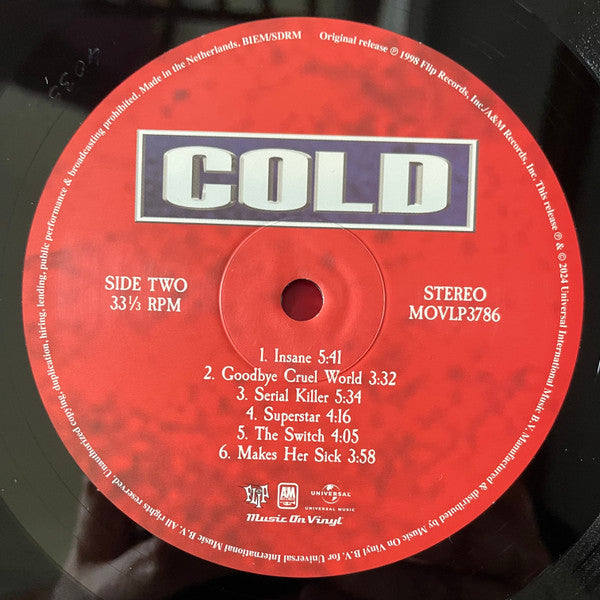 Unauthorized copying, duplication, hiring, lending, public performance & broadcasting prohibited. Made in the Netherlands. BIEM/SDRM
Original release ℗ 1998 Flip Records, Inc./A&M Records, Inc. This release ℗ & © 2024 Universal International Music B.V. Manufactured & distributed by Music On Vinyl B.V. for Universal International Music B.V. All rights reserved.
COLD
SIDE TWO
33⅓ RPM
STEREO
MOVLP3786
1. Insane 5:41
2. Goodbye Cruel World 3:32
3. Serial Killer 5:34
4. Superstar 4:16
5. The Switch 4:05
6. Makes Her Sick 3:58
FLIP
A&M
RECORDS
UNIVERSAL
UNIVERSAL MUSIC
Music On Vinyl